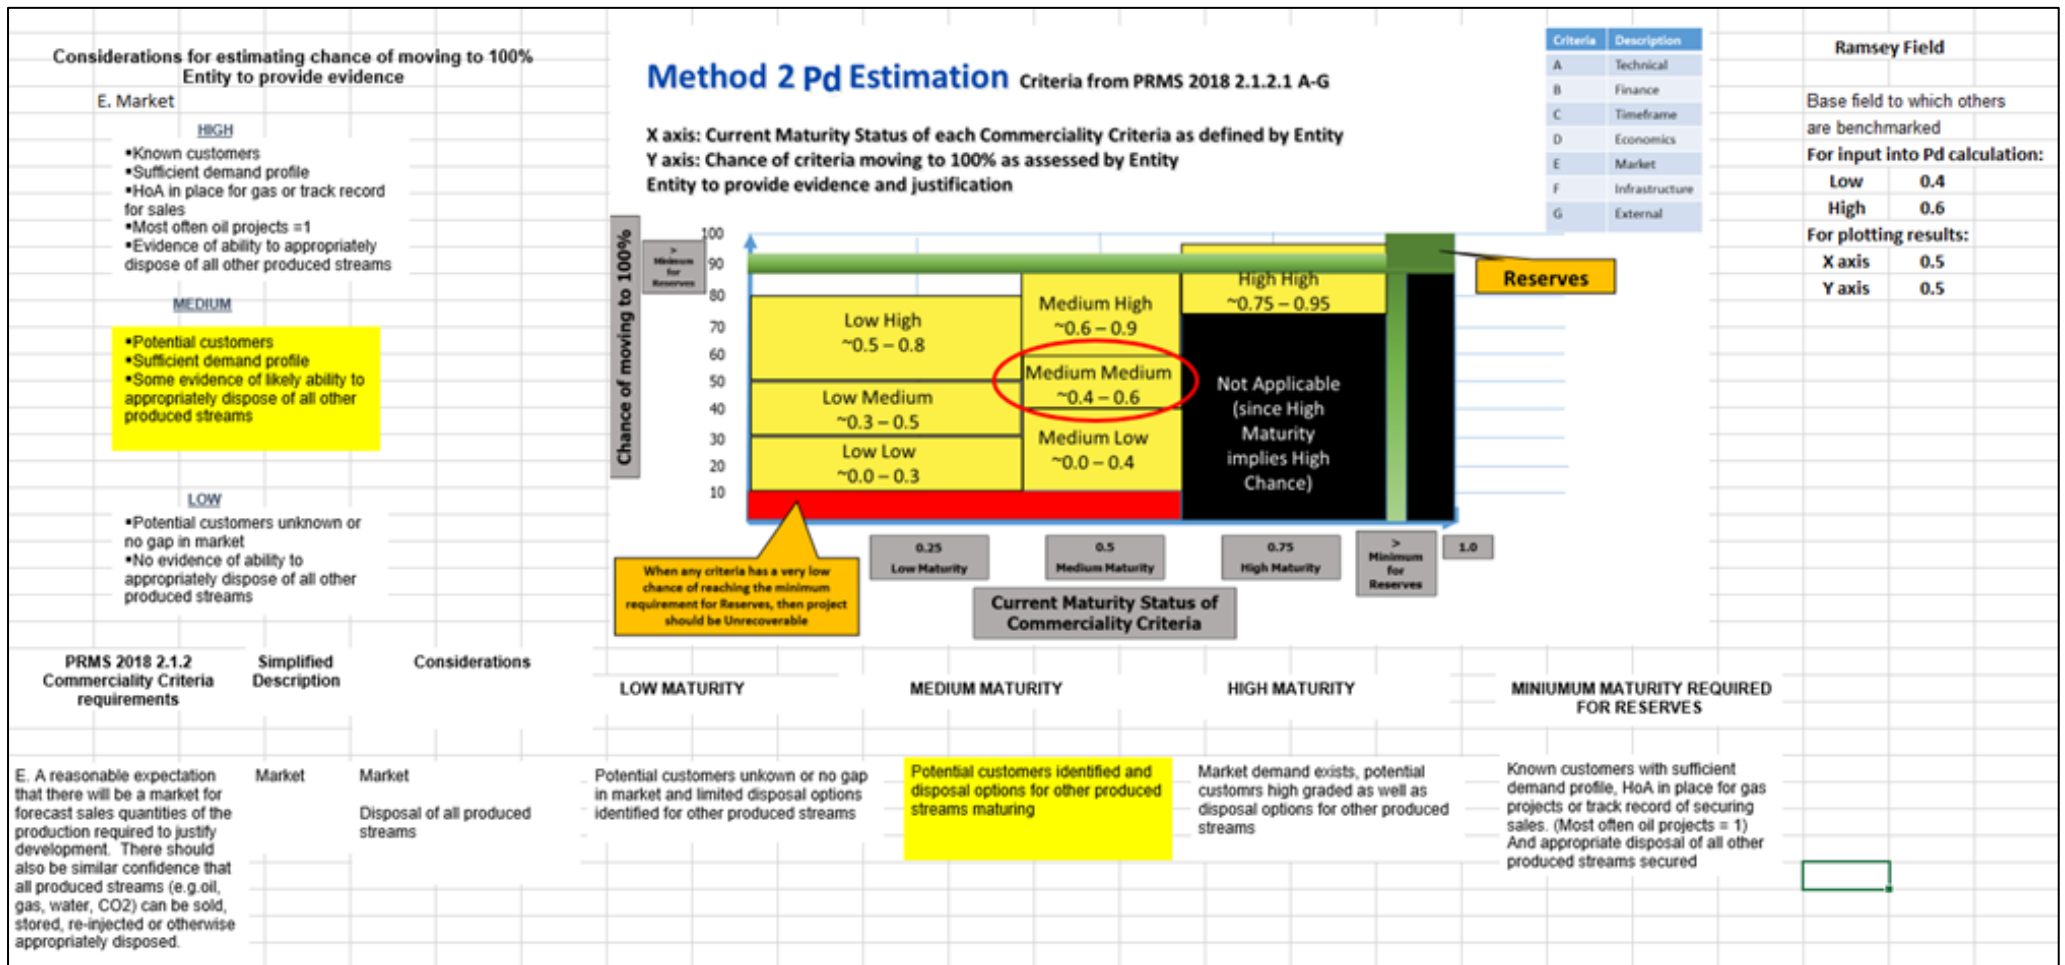 Considerations for estimating chance of moving to 100%
Entity to provide evidence
E. Market
HIGH
▪Known customers
▪Sufficient demand profile
▪HoA in place for gas or track record
for sales
▪Most often oil projects =1
▪Evidence of ability to appropriately
dispose of all other produced streams
MEDIUM
▪Potential customers
▪Sufficient demand profile
▪Some evidence of likely ability to
appropriately dispose of all other
produced streams
LOW
▪Potential customers unknown or
no gap in market
▪No evidence of ability to
appropriately dispose of all other
produced streams
Method 2 Pd Estimation Criteria from PRMS 2018 2.1.2.1 A-G
X axis: Current Maturity Status of each Commerciality Criteria as defined by Entity
Y axis: Chance of criteria moving to 100% as assessed by Entity
Entity to provide evidence and justification
Criteria Description
A Technical
B Finance
C Timeframe
D Economics
E Market
F Infrastructure
G External
Ramsey Field
Base field to which others
are benchmarked
For input into Pd calculation:
Low 0.4
High 0.6
For plotting results:
X axis 0.5
Y axis 0.5
Chance of moving to 100%
>
Minimum
for
Reserves
100
90
80
70
60
50
40
30
20
10
Low High
~0.5 – 0.8
Low Medium
~0.3 – 0.5
Low Low
~0.0 – 0.3
Medium High
~0.6 – 0.9
Medium Medium
~0.4 – 0.6
Medium Low
~0.0 – 0.4
High High
~0.75 – 0.95
Not Applicable
(since High
Maturity
implies High
Chance)
Reserves
When any criteria has a very low
chance of reaching the minimum
requirement for Reserves, then project
should be Unrecoverable
0.25
Low Maturity
0.5
Medium Maturity
0.75
High Maturity
>
Minimum
for
Reserves
1.0
Current Maturity Status of
Commerciality Criteria
PRMS 2018 2.1.2
Commerciality Criteria
requirements
Simplified
Description
Considerations
LOW MATURITY
MEDIUM MATURITY
HIGH MATURITY
MINIUMUM MATURITY REQUIRED
FOR RESERVES
E. A reasonable expectation
that there will be a market for
forecast sales quantities of the
production required to justify
development. There should
also be similar confidence that
all produced streams (e.g.oil,
gas, water, CO2) can be sold,
stored, re-injected or otherwise
appropriately disposed.
Market
Market
Disposal of all produced
streams
Potential customers unkown or no gap
in market and limited disposal options
identified for other produced streams
Potential customers identified and
disposal options for other produced
streams maturing
Market demand exists, potential
customrs high graded as well as
disposal options for other produced
streams
Known customers with sufficient
demand profile, HoA in place for gas
projects or track record of securing
sales. (Most often oil projects = 1)
And appropriate disposal of all other
produced streams secured